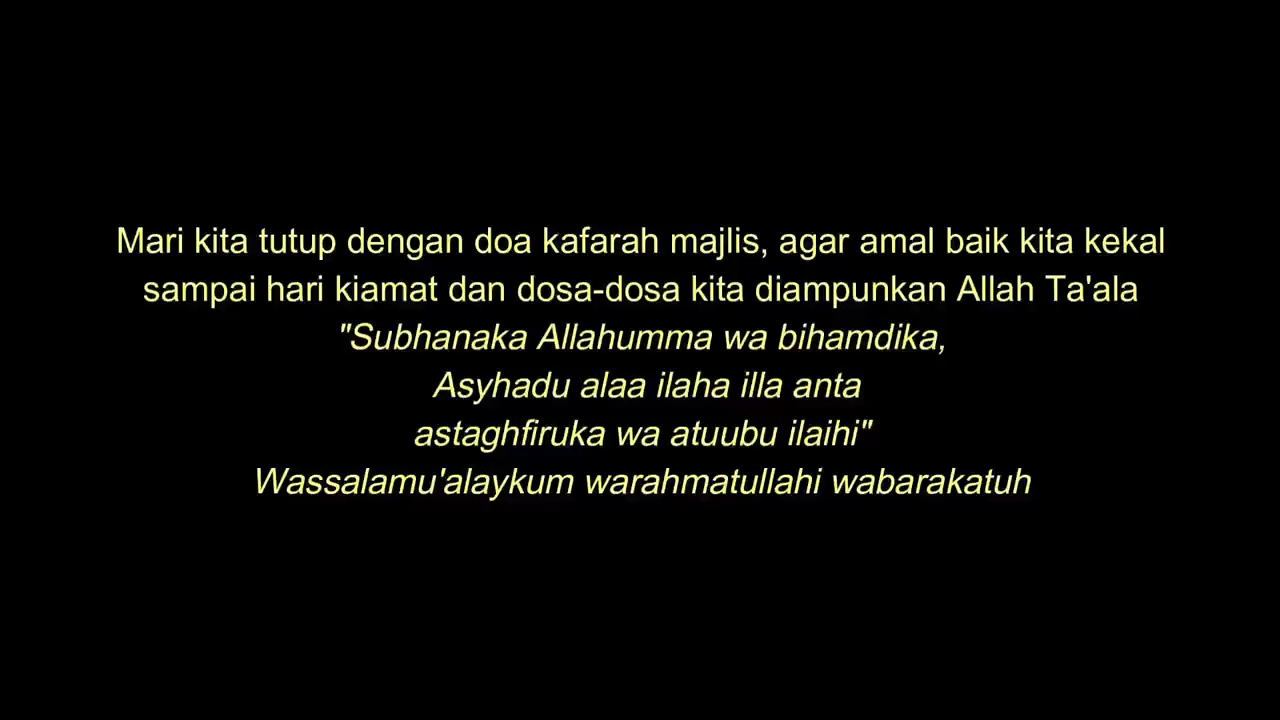 Mari kita tutup dengan doa kafarah majlis, agar amal baik kita kekal
sampai hari kiamat dan dosa-dosa kita diampunkan Allah Ta'ala
"Subhanaka Allahumma wa bihamdika,
Asyhadu alaa ilaha illa anta
astaghfiruka wa atuubu ilaihi"
Wassalamu'alaykum warahmatullahi wabarakatuh